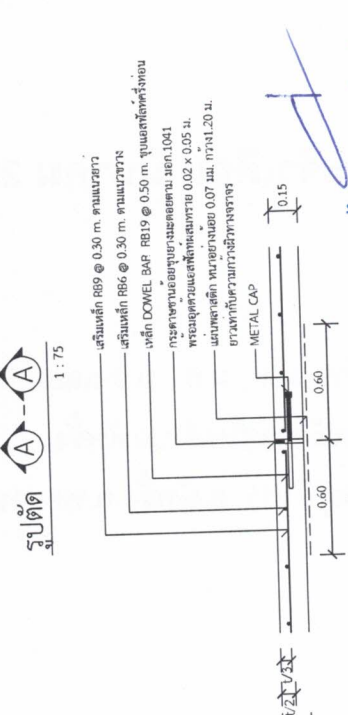 รูปตัด A - A
1 : 75
เสริมเหล็ก RB9 @ 0.30 m. ตามแนวยาว
เสริมเหล็ก RB6 @ 0.30 m. ตามแนวขวาง
เหล็ก DOWEL BAR RB19 @ 0.50 m. ชุบแอสฟัลท์ครึ่งท่อน
กระดาษชานอ้อยชุบยางมะตอยตาม มอก.1041
พร้อมอุดด้วยแอสฟัลท์ผสมทราย 0.02 x 0.05 ม.
แผ่นพลาสติก หนาอย่างน้อย 0.07 มม. กว้าง1.20 ม.
ยาวเท่ากับความกว้างผิวทางจราจร
METAL CAP
t/2
t/3
0.15
0.60
0.60